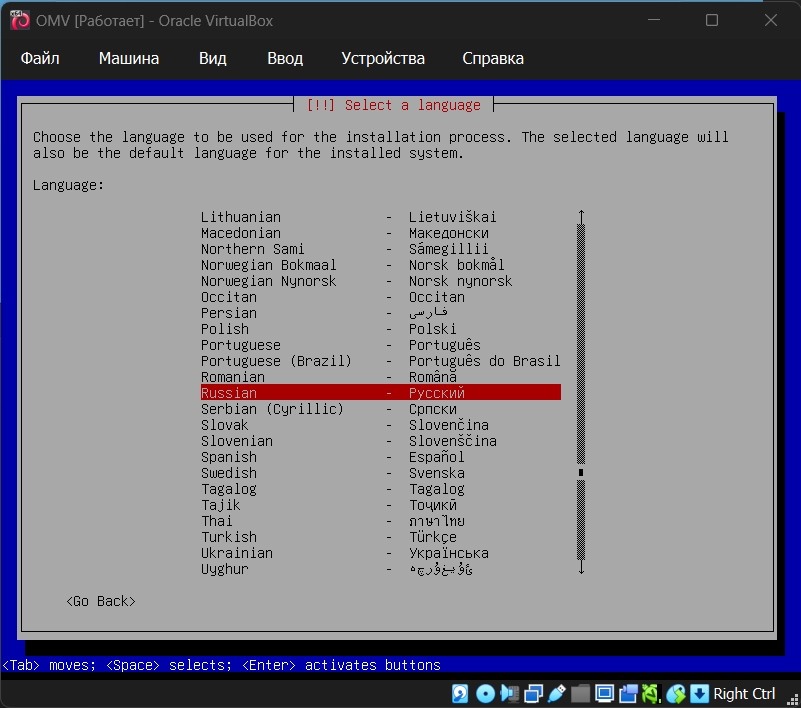 OMV [Работает] - Oracle VirtualBox
Файл Машина Вид Ввод Устройства Справка
[!!] Select a language
Choose the language to be used for the installation process. The selected language will
also be the default language for the installed system.
Language:
Lithuanian - Lietuviškai
Macedonian - Македонски
Northern Sami - Sámegillii
Norwegian Bokmaal - Norsk bokmål
Norwegian Nynorsk - Norsk nynorsk
Occitan - Occitan
Persian - فارسی
Polish - Polski
Portuguese - Português
Portuguese (Brazil) - Português do Brasil
Romanian - Română
Russian - Русский
Serbian (Cyrillic) - Српски
Slovak - Slovenčina
Slovenian - Slovenščina
Spanish - Español
Swedish - Svenska
Tagalog - Tagalog
Tajik - Тоҷикӣ
Thai - ภาษาไทย
Turkish - Türkçe
Ukrainian - Українська
Uyghur - ئۇيغۇرچە
<Go Back>
<Tab> moves; <Space> selects; <Enter> activates buttons
Right Ctrl